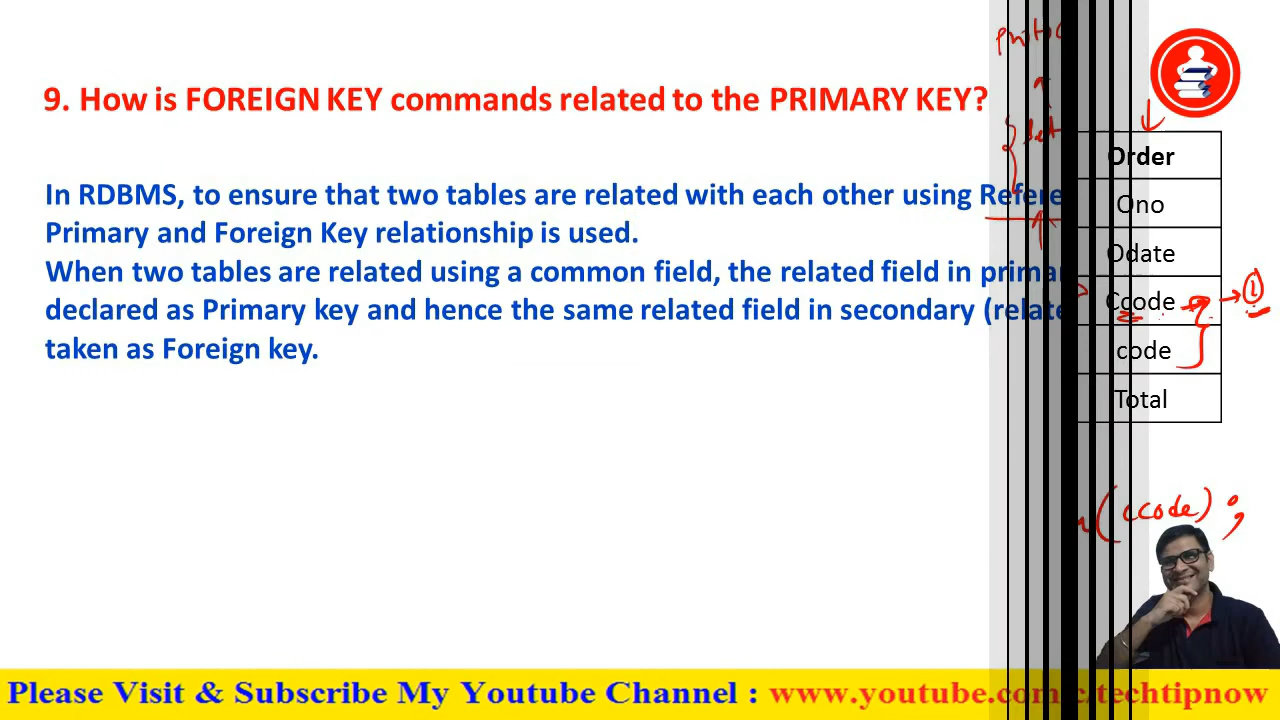 9. How is FOREIGN KEY commands related to the PRIMARY KEY?
In RDBMS, to ensure that two tables are related with each other using
Primary and Foreign Key relationship is used.
When two tables are related using a common field, the related field in
declared as Primary key and hence the same related field in secondary
taken as Foreign key.
Order
Ono
Odate
Ccode
code
Total
(ccode);
Please Visit & Subscribe My Youtube Channel : www.youtube.com/c/techtipnow